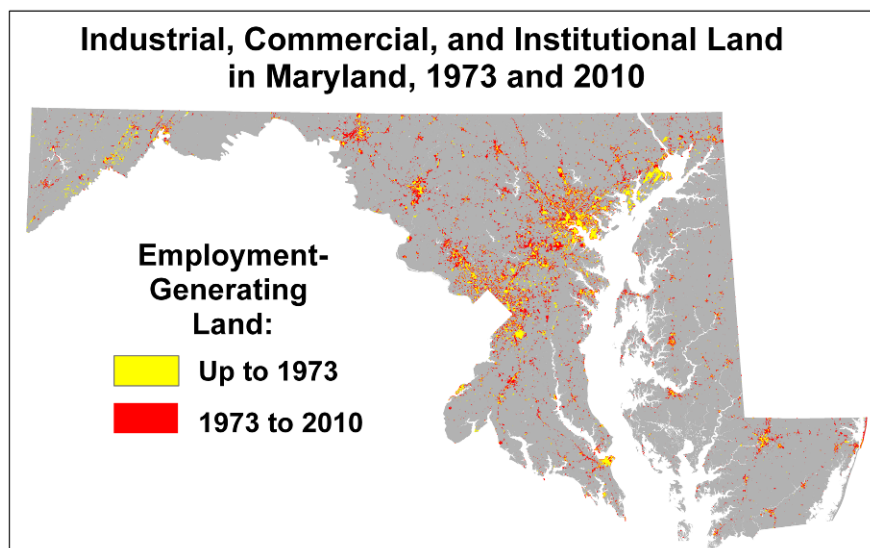 Industrial, Commercial, and Institutional Land
in Maryland, 1973 and 2010
Employment-
Generating
Land:
Up to 1973
1973 to 2010